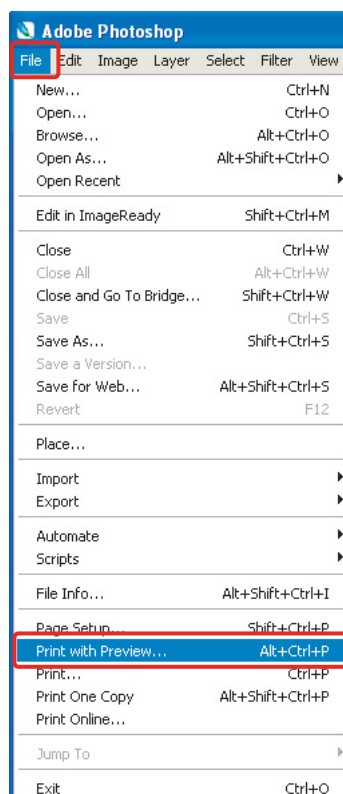 Adobe Photoshop
File Edit Image Layer Select Filter View
New... Ctrl+N
Open... Ctrl+O
Browse... Alt+Ctrl+O
Open As... Alt+Shift+Ctrl+O
Open Recent
Edit in ImageReady Shift+Ctrl+M
Close Ctrl+W
Close All Alt+Ctrl+W
Close and Go To Bridge... Shift+Ctrl+W
Save Ctrl+S
Save As... Shift+Ctrl+S
Save a Version...
Save for Web... Alt+Shift+Ctrl+S
Revert F12
Place...
Import
Export
Automate
Scripts
File Info... Alt+Shift+Ctrl+I
Page Setup... Shift+Ctrl+P
Print with Preview... Alt+Ctrl+P
Print... Ctrl+P
Print One Copy Alt+Shift+Ctrl+P
Print Online...
Jump To
Exit Ctrl+Q